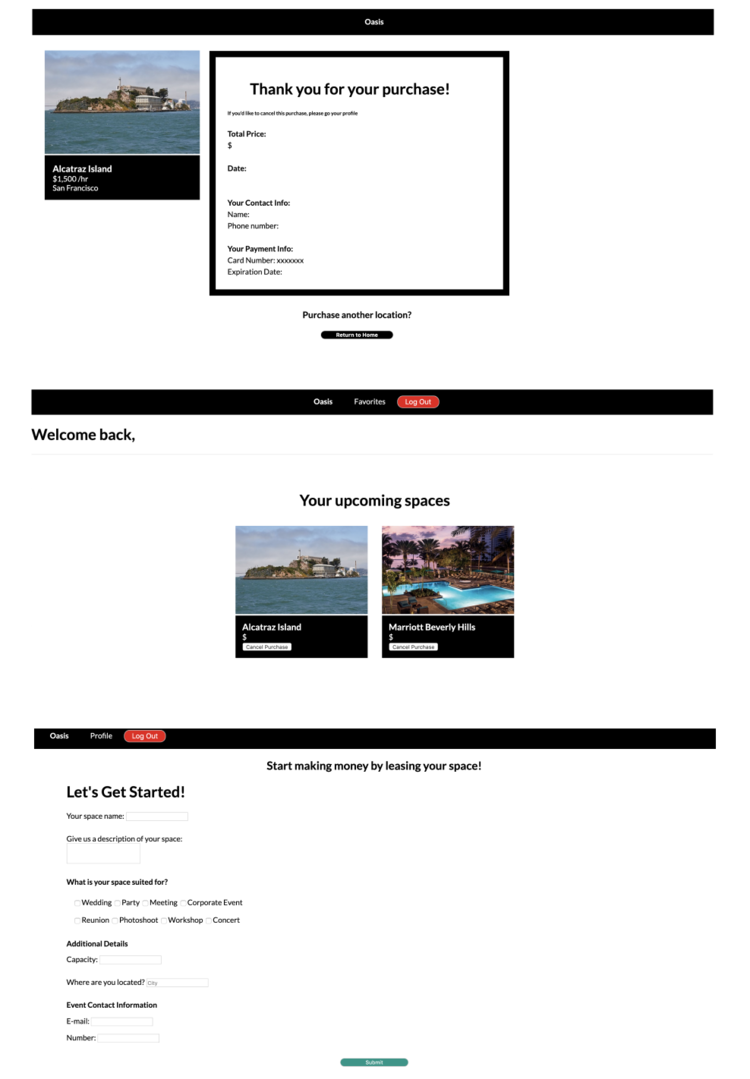 Oasis
Thank you for your purchase!
If you'd like to cancel this purchase, please go your profile
Total Price:
$
Date:
Your Contact Info:
Name:
Phone number:
Your Payment Info:
Card Number: xxxxxxx
Expiration Date:
Alcatraz Island
$1,500 /hr
San Francisco
Purchase another location?
Return to Home
Oasis Favorites Log Out
Welcome back,
Your upcoming spaces
Alcatraz Island
$
Cancel Purchase
Marriott Beverly Hills
$
Cancel Purchase
Oasis Profile Log Out
Start making money by leasing your space!
Let's Get Started!
Your space name:
Give us a description of your space:
What is your space suited for?
Wedding Party Meeting Corporate Event
Reunion Photoshoot Workshop Concert
Additional Details
Capacity:
Where are you located? City
Event Contact Information
E-mail:
Number:
Submit